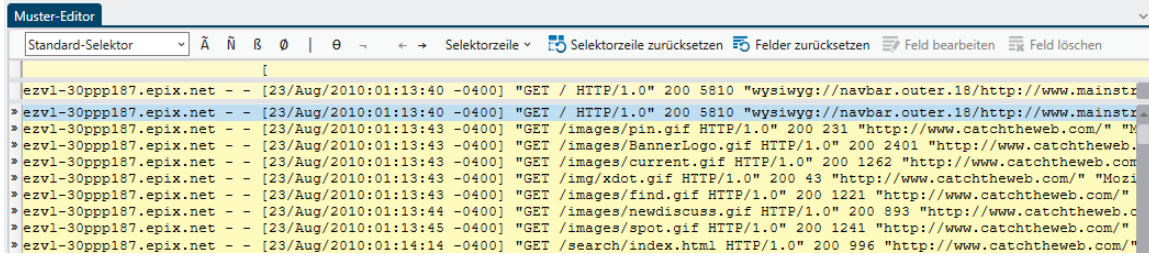 Muster-Editor
Standard-Selektor Ã Ñ ß Ø | Ɵ ¬ ← → Selektorzeile Selektorzeile zurücksetzen Felder zurücksetzen Feld bearbeiten Feld löschen
[
ezvl-30ppp187.epix.net - - [23/Aug/2010:01:13:40 -0400] "GET / HTTP/1.0" 200 5810 "wysiwyg://navbar.outer.18/http://www.mainstr
» ezvl-30ppp187.epix.net - - [23/Aug/2010:01:13:40 -0400] "GET / HTTP/1.0" 200 5810 "wysiwyg://navbar.outer.18/http://www.mainstr
» ezvl-30ppp187.epix.net - - [23/Aug/2010:01:13:43 -0400] "GET /images/pin.gif HTTP/1.0" 200 231 "http://www.catchtheweb.com/" "M
» ezvl-30ppp187.epix.net - - [23/Aug/2010:01:13:43 -0400] "GET /images/BannerLogo.gif HTTP/1.0" 200 2401 "http://www.catchtheweb.
» ezvl-30ppp187.epix.net - - [23/Aug/2010:01:13:43 -0400] "GET /images/current.gif HTTP/1.0" 200 1262 "http://www.catchtheweb.com
» ezvl-30ppp187.epix.net - - [23/Aug/2010:01:13:43 -0400] "GET /img/xdot.gif HTTP/1.0" 200 43 "http://www.catchtheweb.com/" "Mozi
» ezvl-30ppp187.epix.net - - [23/Aug/2010:01:13:43 -0400] "GET /images/find.gif HTTP/1.0" 200 1221 "http://www.catchtheweb.com/"
» ezvl-30ppp187.epix.net - - [23/Aug/2010:01:13:44 -0400] "GET /images/newdiscuss.gif HTTP/1.0" 200 893 "http://www.catchtheweb.c
» ezvl-30ppp187.epix.net - - [23/Aug/2010:01:13:45 -0400] "GET /images/spot.gif HTTP/1.0" 200 1241 "http://www.catchtheweb.com/"
» ezvl-30ppp187.epix.net - - [23/Aug/2010:01:14:14 -0400] "GET /search/index.html HTTP/1.0" 200 996 "http://www.catchtheweb.com/"